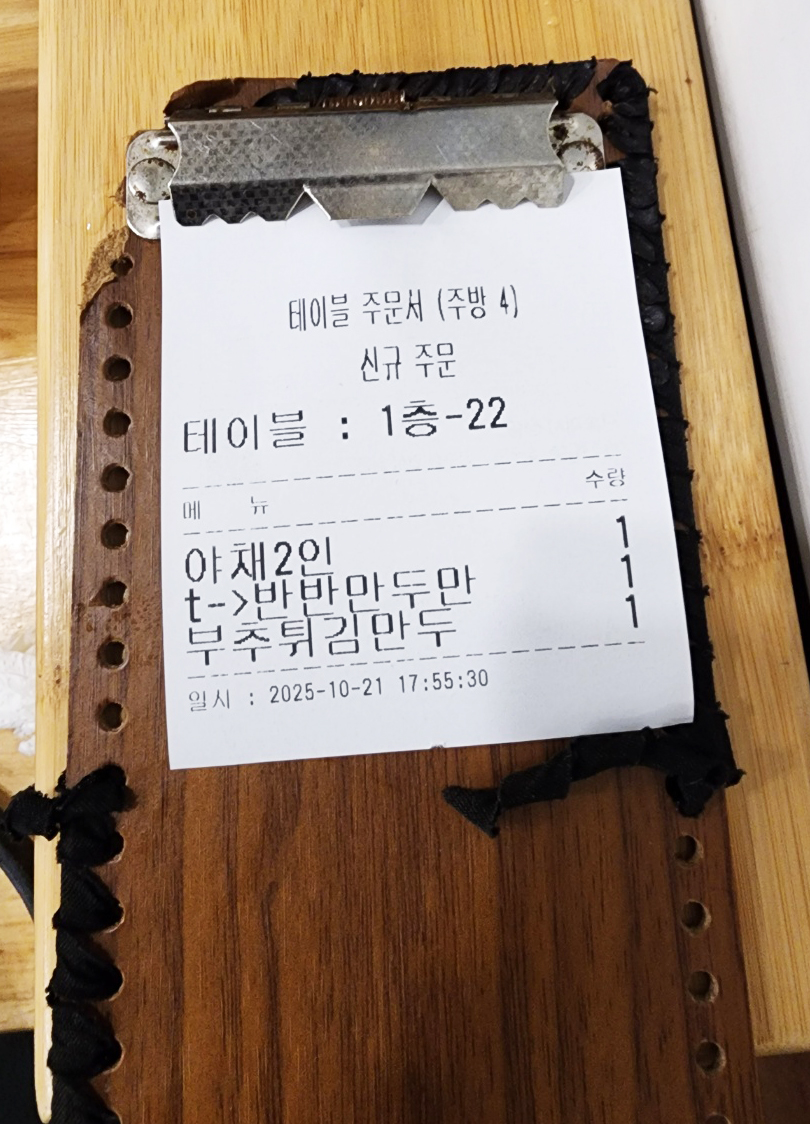 테이블 주문서 (주방 4)
신규 주문
테이블 : 1층-22
메 뉴 수량
야채2인 1
t->반반만두만 1
부추튀김만두 1
일시 : 2025-10-21 17:55:30